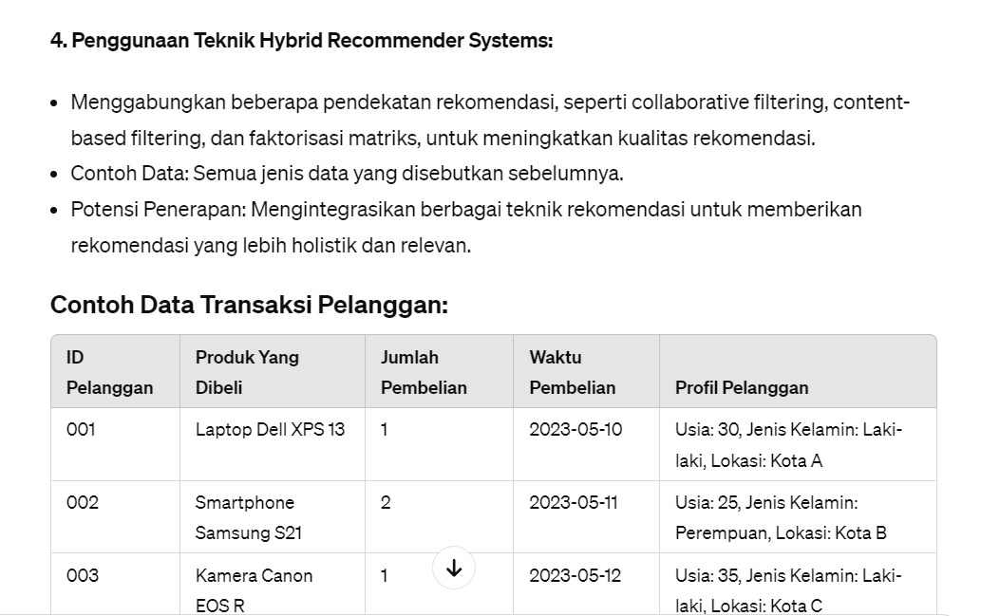 4. Penggunaan Teknik Hybrid Recommender Systems:
• Menggabungkan beberapa pendekatan rekomendasi, seperti collaborative filtering, content-
based filtering, dan faktorisasi matriks, untuk meningkatkan kualitas rekomendasi.
• Contoh Data: Semua jenis data yang disebutkan sebelumnya.
• Potensi Penerapan: Mengintegrasikan berbagai teknik rekomendasi untuk memberikan
rekomendasi yang lebih holistik dan relevan.
Contoh Data Transaksi Pelanggan:
ID Produk Yang Jumlah Waktu
Pelanggan Dibeli Pembelian Pembelian Profil Pelanggan
001 Laptop Dell XPS 13 1 2023-05-10 Usia: 30, Jenis Kelamin: Laki-
laki, Lokasi: Kota A
002 Smartphone 2 2023-05-11 Usia: 25, Jenis Kelamin:
Samsung S21 Perempuan, Lokasi: Kota B
003 Kamera Canon 1 2023-05-12 Usia: 35, Jenis Kelamin: Laki-
EOS R laki, Lokasi: Kota C